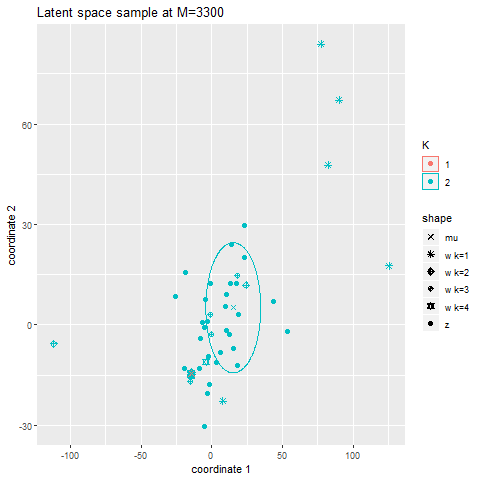 Latent space sample at M=3300
60
30
0
-30
coordinate 2
-100
-50
0
50
100
coordinate 1
K
1
2
shape
mu
w k=1
w k=2
w k=3
w k=4
z